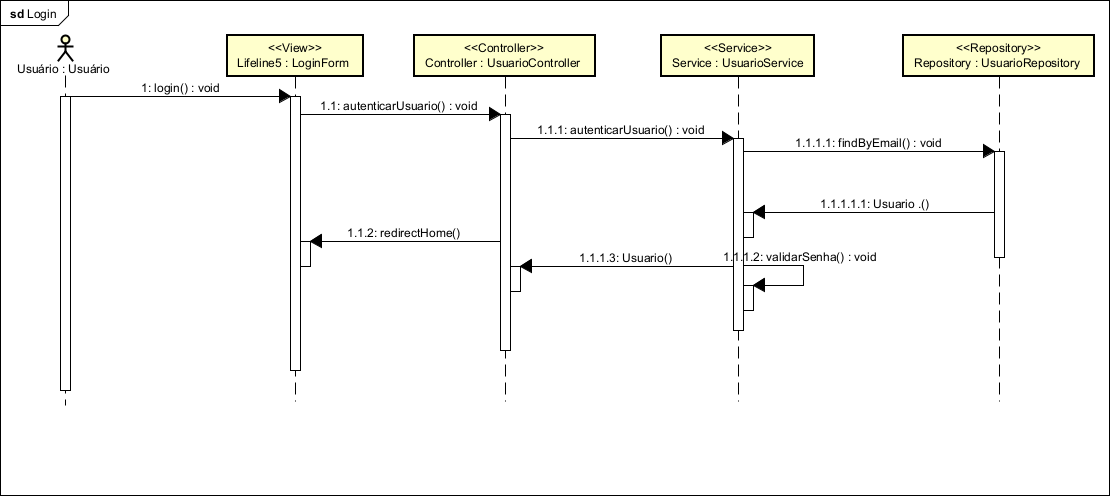 sd Login
<<View>>
Lifeline5 : LoginForm
<<Controller>>
Controller : UsuarioController
<<Service>>
Service : UsuarioService
<<Repository>>
Repository : UsuarioRepository
Usuário : Usuário
1: login() : void
1.1: autenticarUsuario() : void
1.1.1: autenticarUsuario() : void
1.1.1.1: findByEmail() : void
1.1.1.1.1: Usuario .()
1.1.2: redirectHome()
1.1.1.3: Usuario()
1.1.1.2: validarSenha() : void